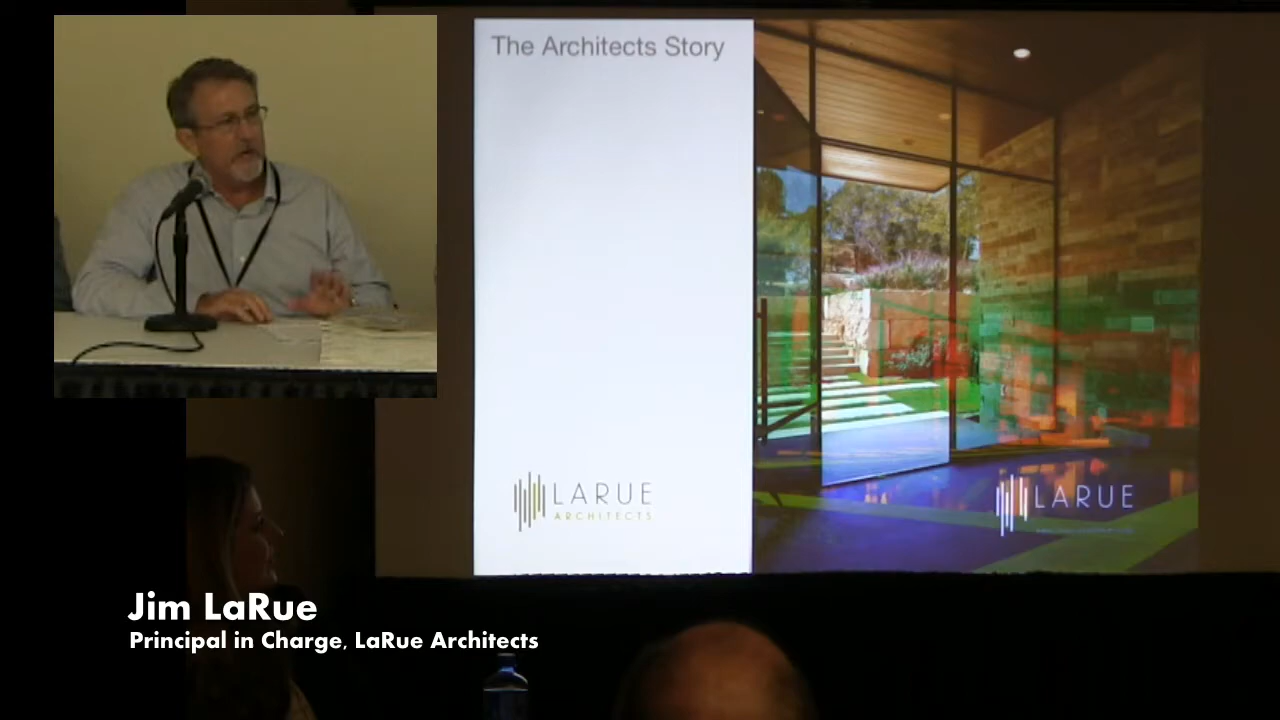 The Architects Story
LARUE
ARCHITECTS
LARUE
Jim LaRue
Principal in Charge, LaRue Architects